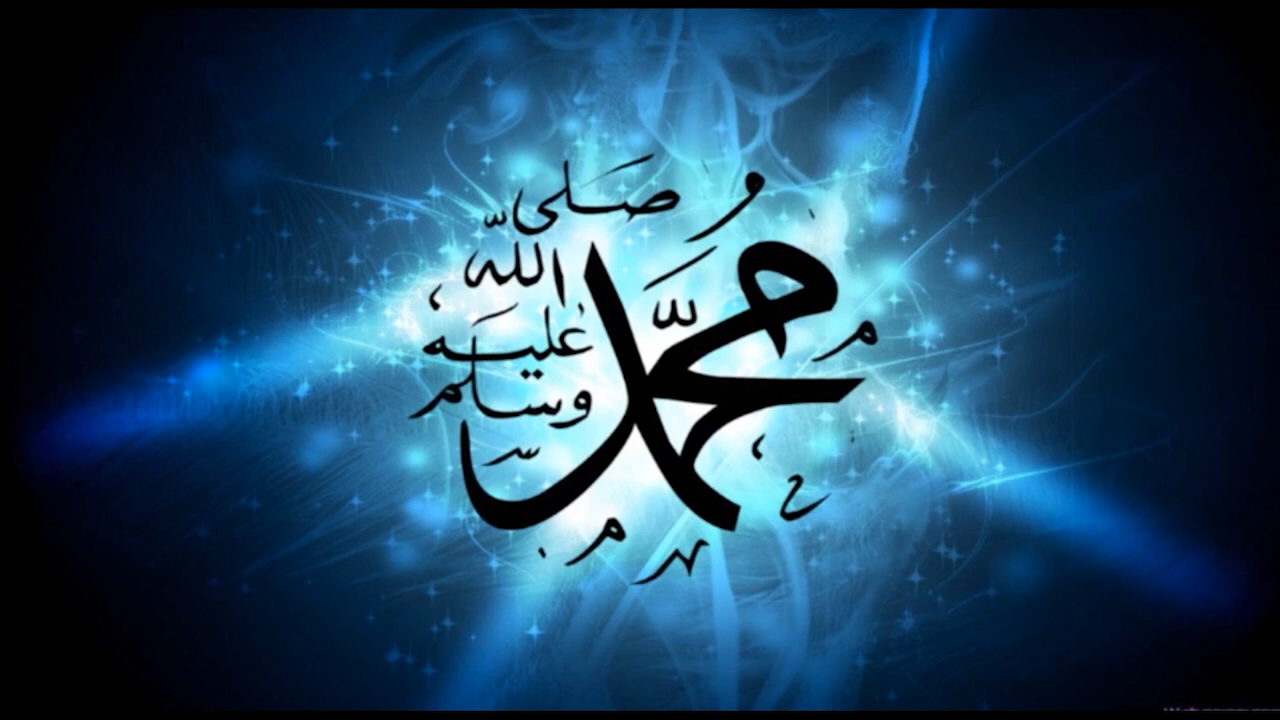 محمد
صلى
الله
عليه
وسلم